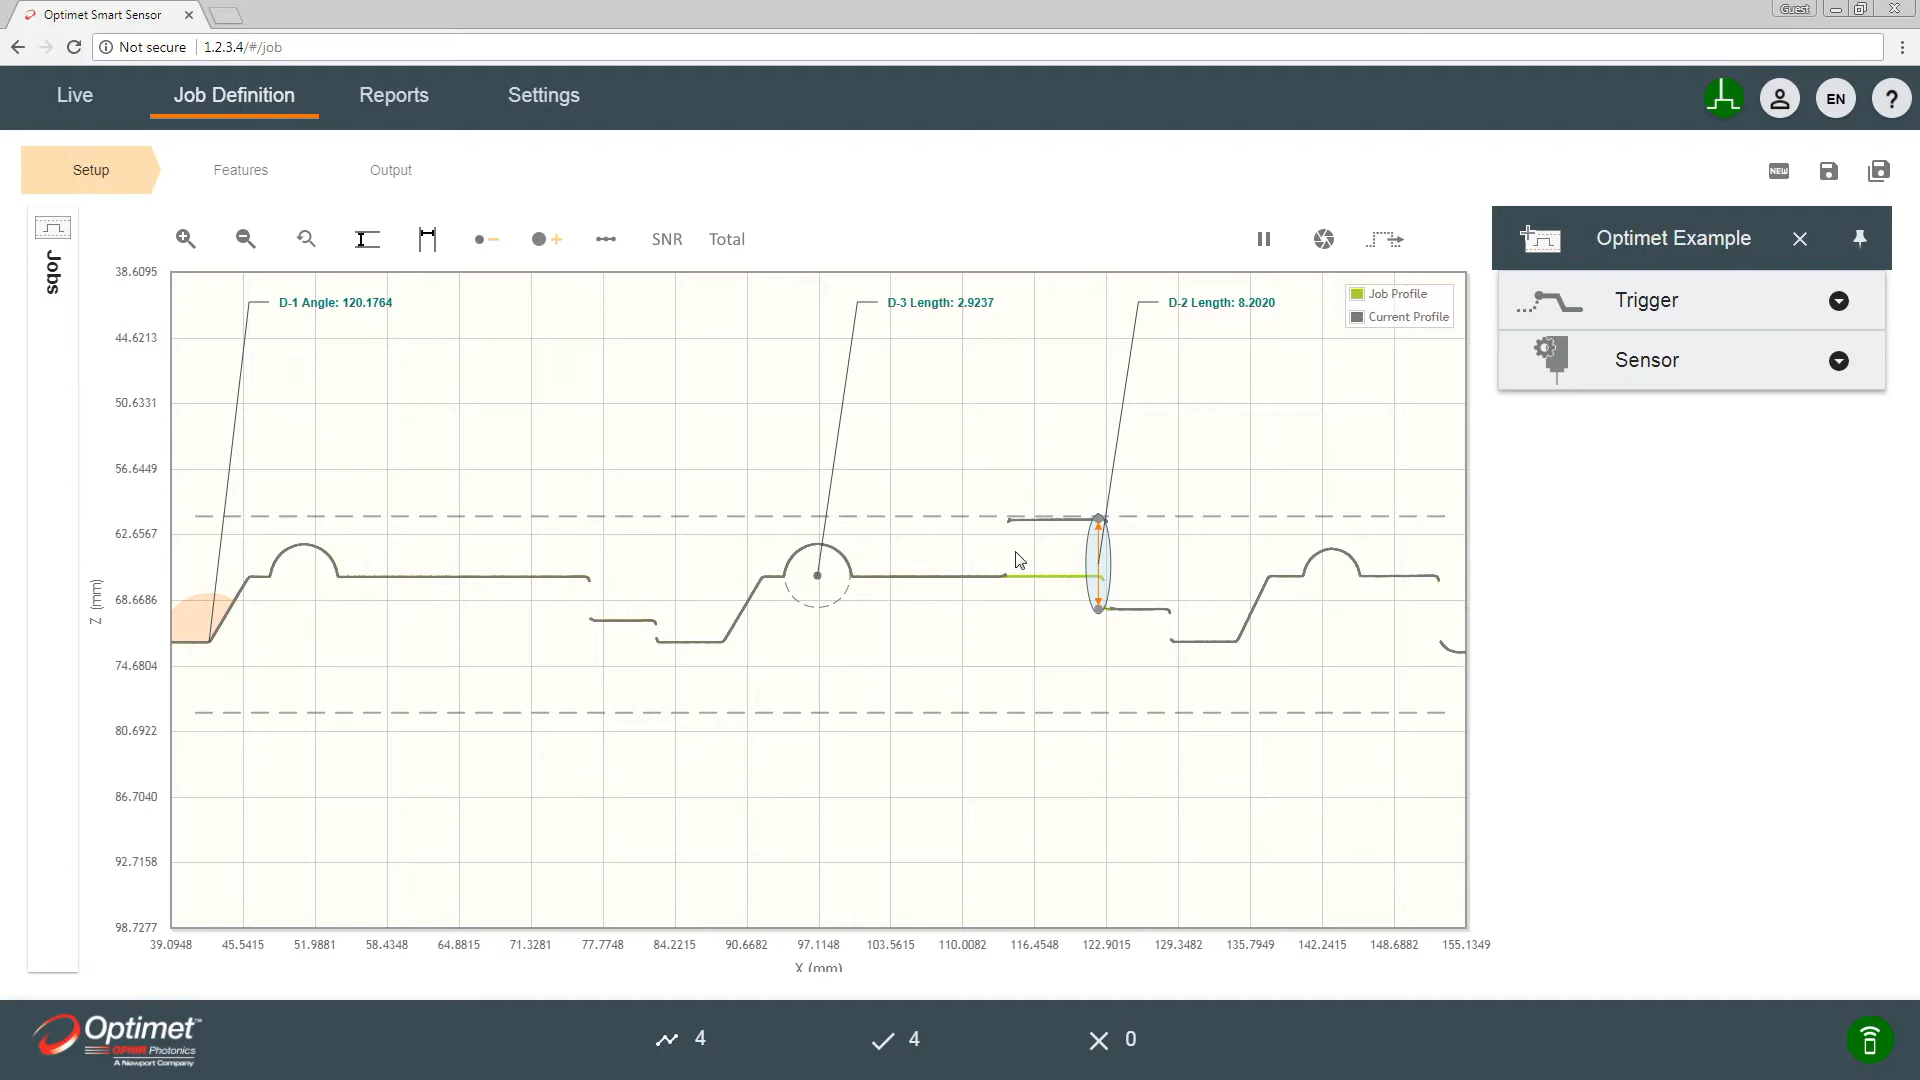 Optimet Smart Sensor
Guest
Not secure
1.2.3.4/#/job
Live
Job Definition
Reports
Settings
EN
?
Setup
Features
Output
NEW
Jobs
SNR
Total
Optimet Example
Trigger
Sensor
D-1 Angle: 120.1764
D-3 Length: 2.9237
D-2 Length: 8.2020
Job Profile
Current Profile
38.6095
44.6213
50.6331
56.6449
62.6567
68.6686
74.6804
80.6922
86.7040
92.7158
98.7277
Z (mm)
39.0948 45.5415 51.9881 58.4348 64.8815 71.3281 77.7748 84.2215 90.6682 97.1148 103.5615 110.0082 116.4548 122.9015 129.3482 135.7949 142.2415 148.6882 155.1349
X (mm)
Optimet
OPHIR Photonics
A Newport Company
4
4
0